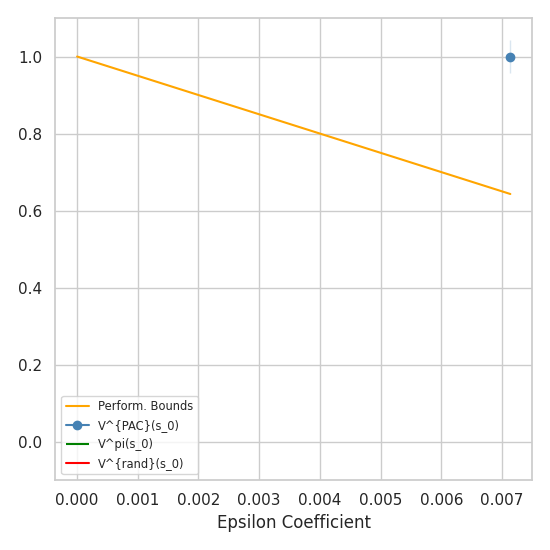 1.0
0.8
0.6
0.4
0.2
0.0
Perform. Bounds
V^{PAC}(s_0)
V^pi(s_0)
V^{rand}(s_0)
0.000 0.001 0.002 0.003 0.004 0.005 0.006 0.007
Epsilon Coefficient